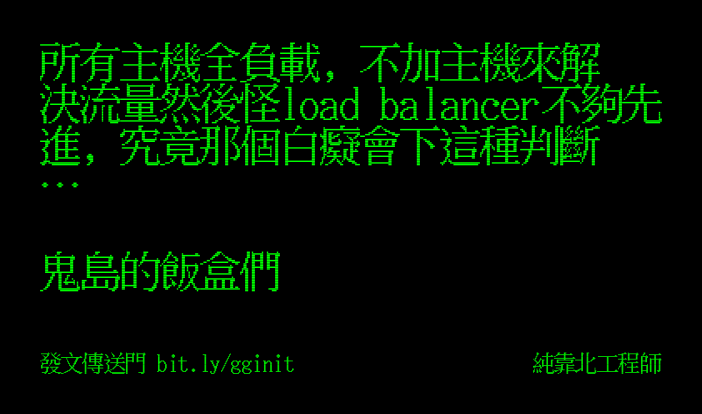 所有主機全負載, 不加主機來解
決流量然後怪load balancer不夠先
進, 究竟那個白癡會下這種判斷
...
鬼島的飯盒們
發文傳送門 bit.ly/gginit
純靠北工程師